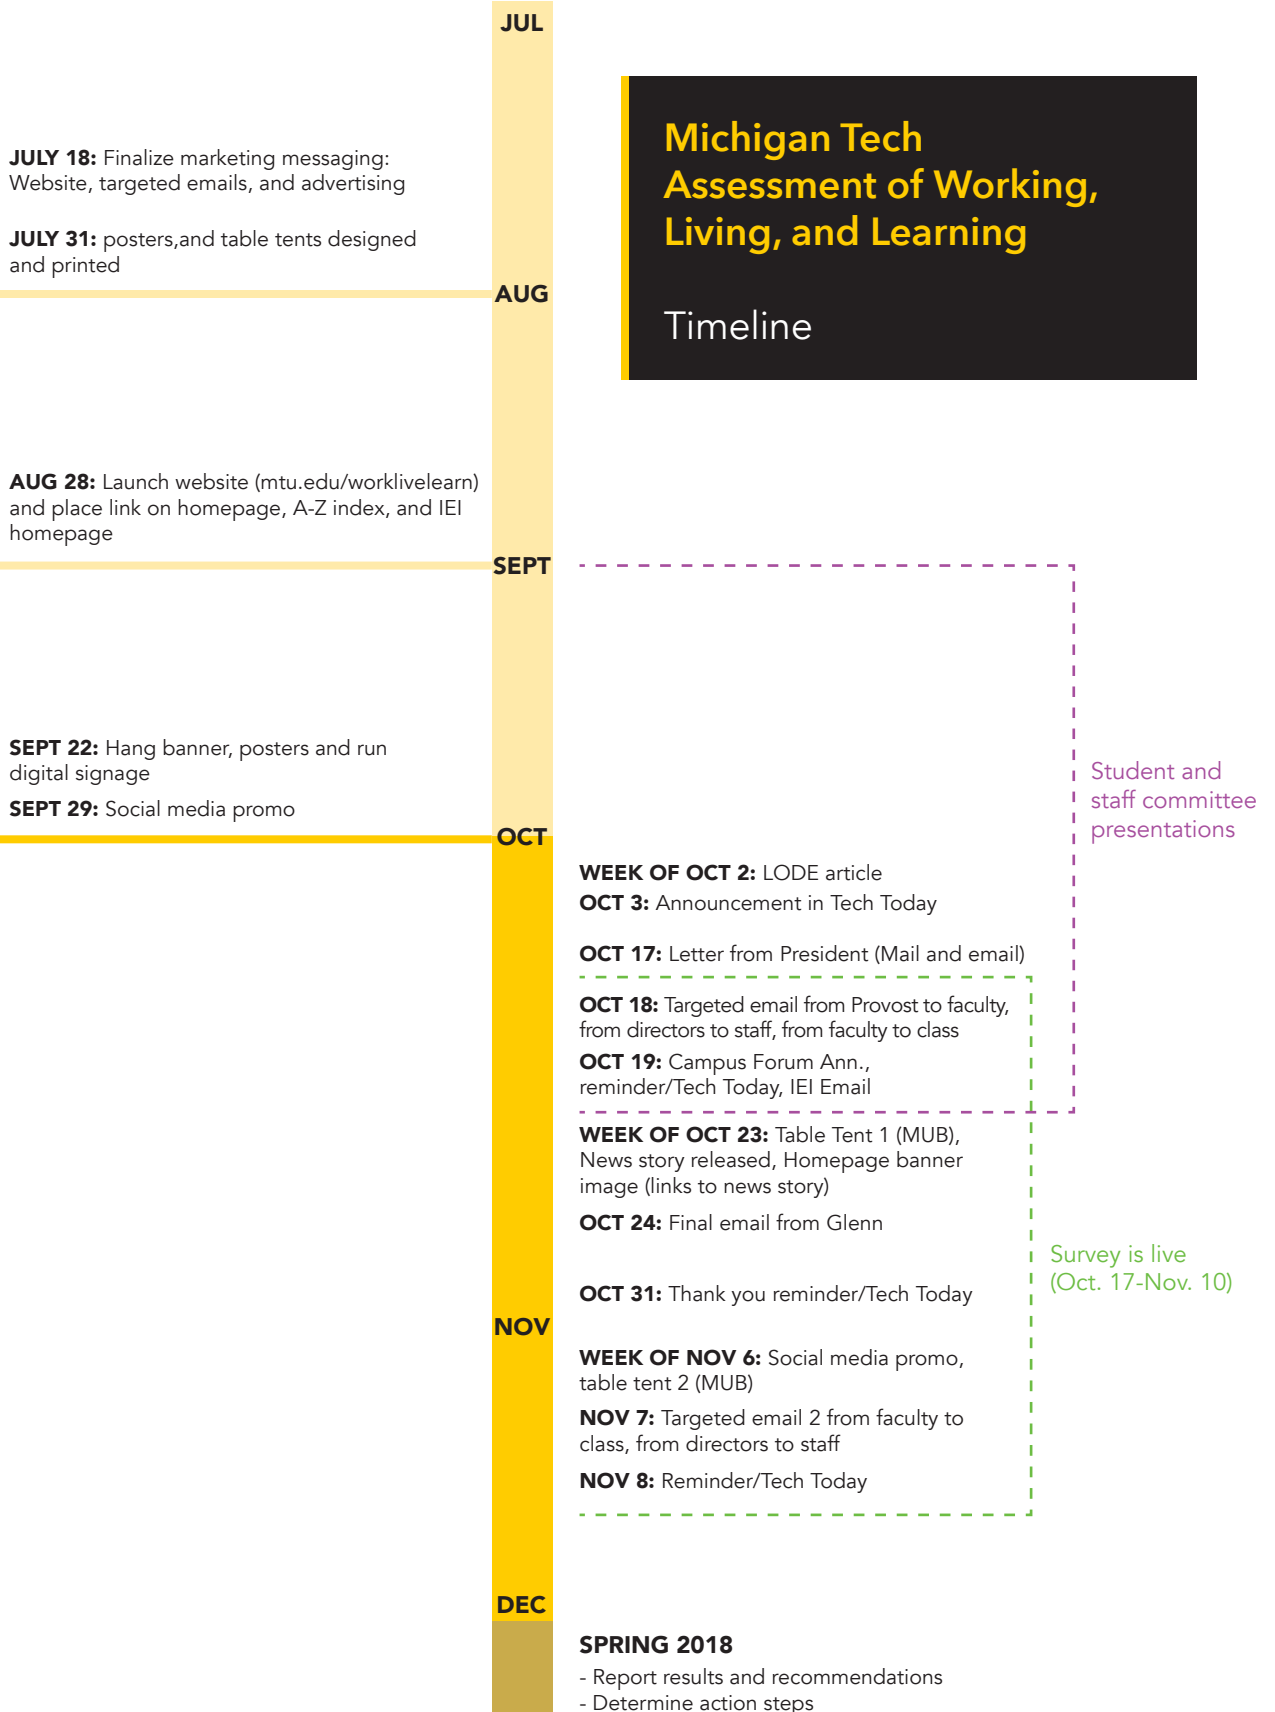 JUL
Michigan Tech
Assessment of Working,
Living, and Learning
Timeline
JULY 18: Finalize marketing messaging:
Website, targeted emails, and advertising
JULY 31: posters,and table tents designed
and printed
AUG
AUG 28: Launch website (mtu.edu/worklivelearn)
and place link on homepage, A-Z index, and IEI
homepage
SEPT
SEPT 22: Hang banner, posters and run
digital signage
SEPT 29: Social media promo
Student and
staff committee
presentations
OCT
WEEK OF OCT 2: LODE article
OCT 3: Announcement in Tech Today
OCT 17: Letter from President (Mail and email)
OCT 18: Targeted email from Provost to faculty,
from directors to staff, from faculty to class
OCT 19: Campus Forum Ann.,
reminder/Tech Today, IEI Email
WEEK OF OCT 23: Table Tent 1 (MUB),
News story released, Homepage banner
image (links to news story)
OCT 24: Final email from Glenn
Survey is live
(Oct. 17-Nov. 10)
OCT 31: Thank you reminder/Tech Today
NOV
WEEK OF NOV 6: Social media promo,
table tent 2 (MUB)
NOV 7: Targeted email 2 from faculty to
class, from directors to staff
NOV 8: Reminder/Tech Today
DEC
SPRING 2018
- Report results and recommendations
- Determine action steps